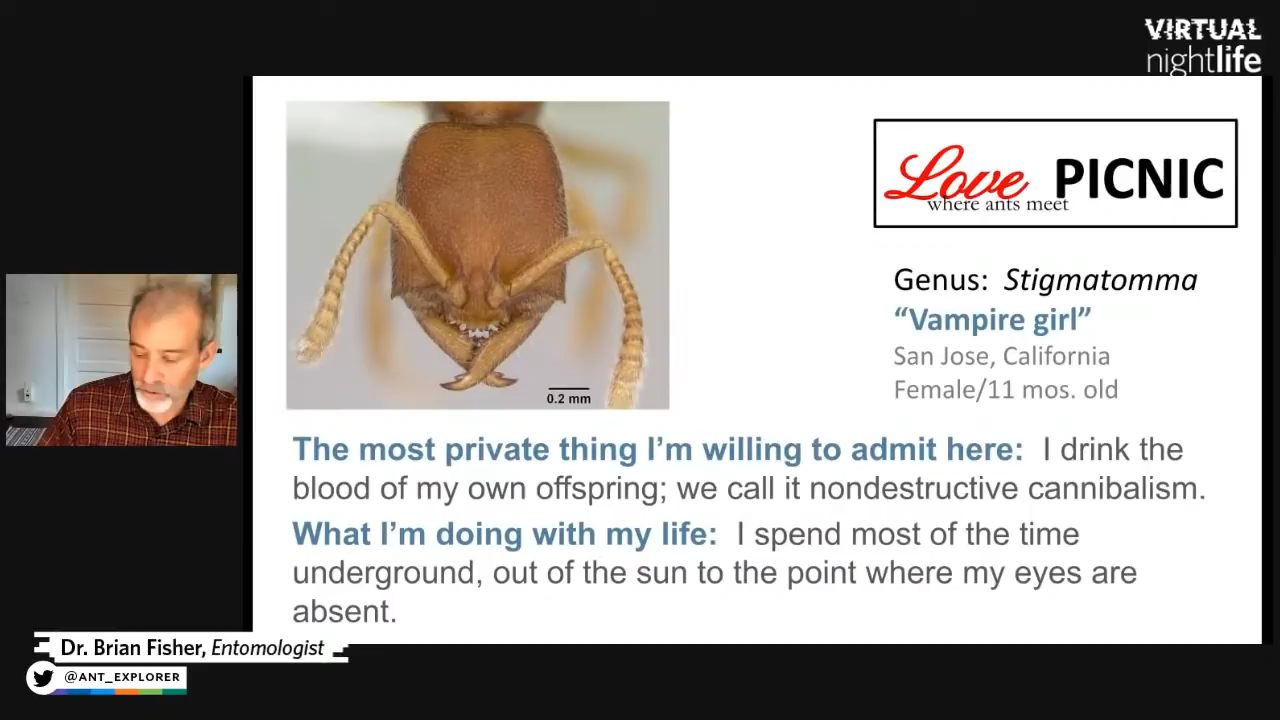 VIRTUAL
nightlife
Love PICNIC
where ants meet
Genus: Stigmatomma
“Vampire girl”
San Jose, California
Female/11 mos. old
0.2 mm
The most private thing I’m willing to admit here: I drink the
blood of my own offspring; we call it nondestructive cannibalism.
What I’m doing with my life: I spend most of the time
underground, out of the sun to the point where my eyes are
absent.
Dr. Brian Fisher, Entomologist
@ANT_EXPLORER